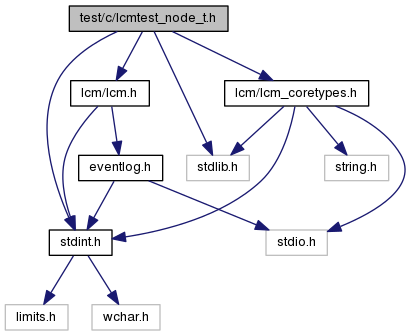 test/c/lcmtest_node_t.h
lcm/lcm.h
lcm/lcm_coretypes.h
eventlog.h
stdlib.h
string.h
stdint.h
stdio.h
limits.h
wchar.h